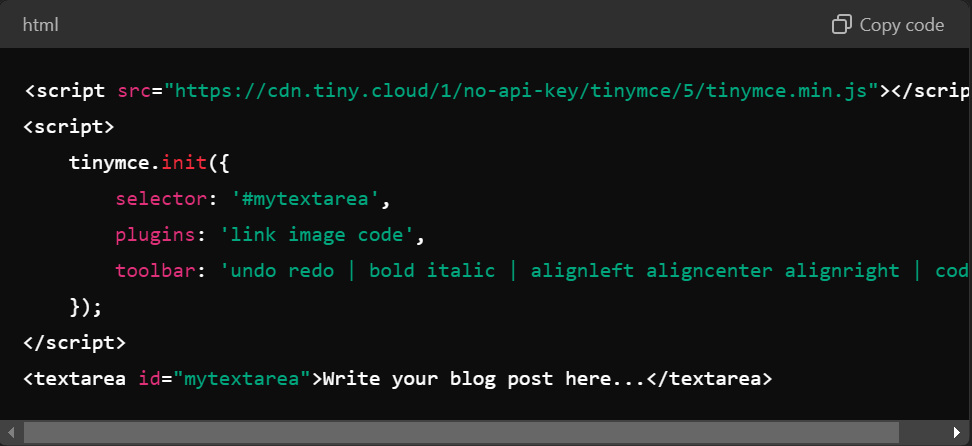 html
Copy code
<script src="https://cdn.tiny.cloud/1/no-api-key/tinymce/5/tinymce.min.js"></scrip
<script>
    tinymce.init({
        selector: '#mytextarea',
        plugins: 'link image code',
        toolbar: 'undo redo | bold italic | alignleft aligncenter alignright | cod
    });
</script>
<textarea id="mytextarea">Write your blog post here...</textarea>